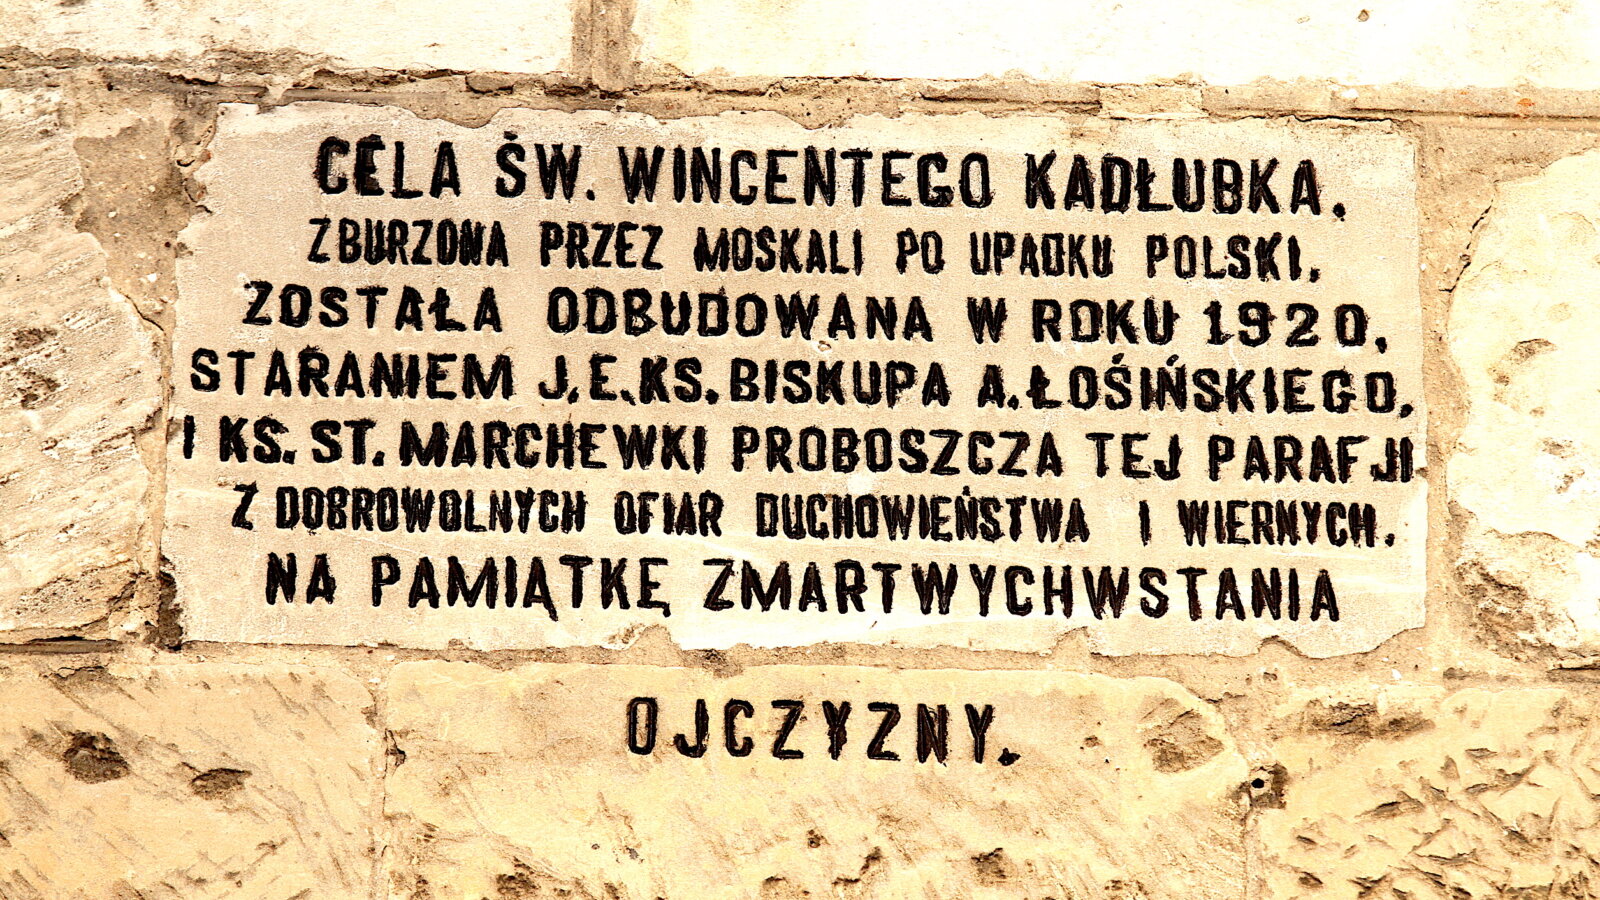 CELA ŚW. WINCENTEGO KADŁUBKA.
ZBURZONA PRZEZ MOSKALI PO UPADKU POLSKI,
ZOSTAŁA ODBUDOWANA W ROKU 1920,
STARANIEM J.E.KS.BISKUPA A.ŁOŚIŃSKIEGO,
I KS. ST. MARCHEWKI PROBOSZCZA TEJ PARAFJI
Z DOBROWOLNYCH OFIAR DUCHOWIEŃSTWA I WIERNYCH.
NA PAMIĄTKĘ ZMARTWYCHWSTANIA
OJCZYZNY.